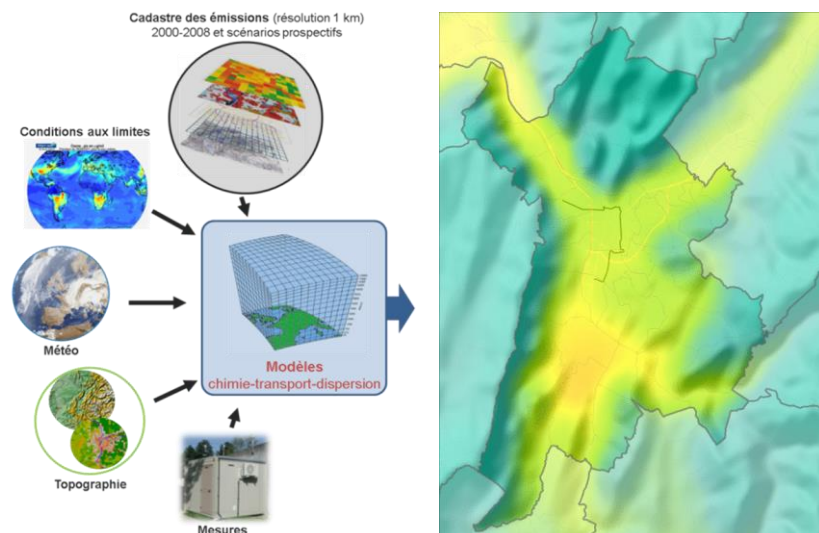 Cadastre des émissions (résolution 1 km)
2000-2008 et scénarios prospectifs
Conditions aux limites
Météo
Modèles
chimie-transport-dispersion
Topographie
Mesures